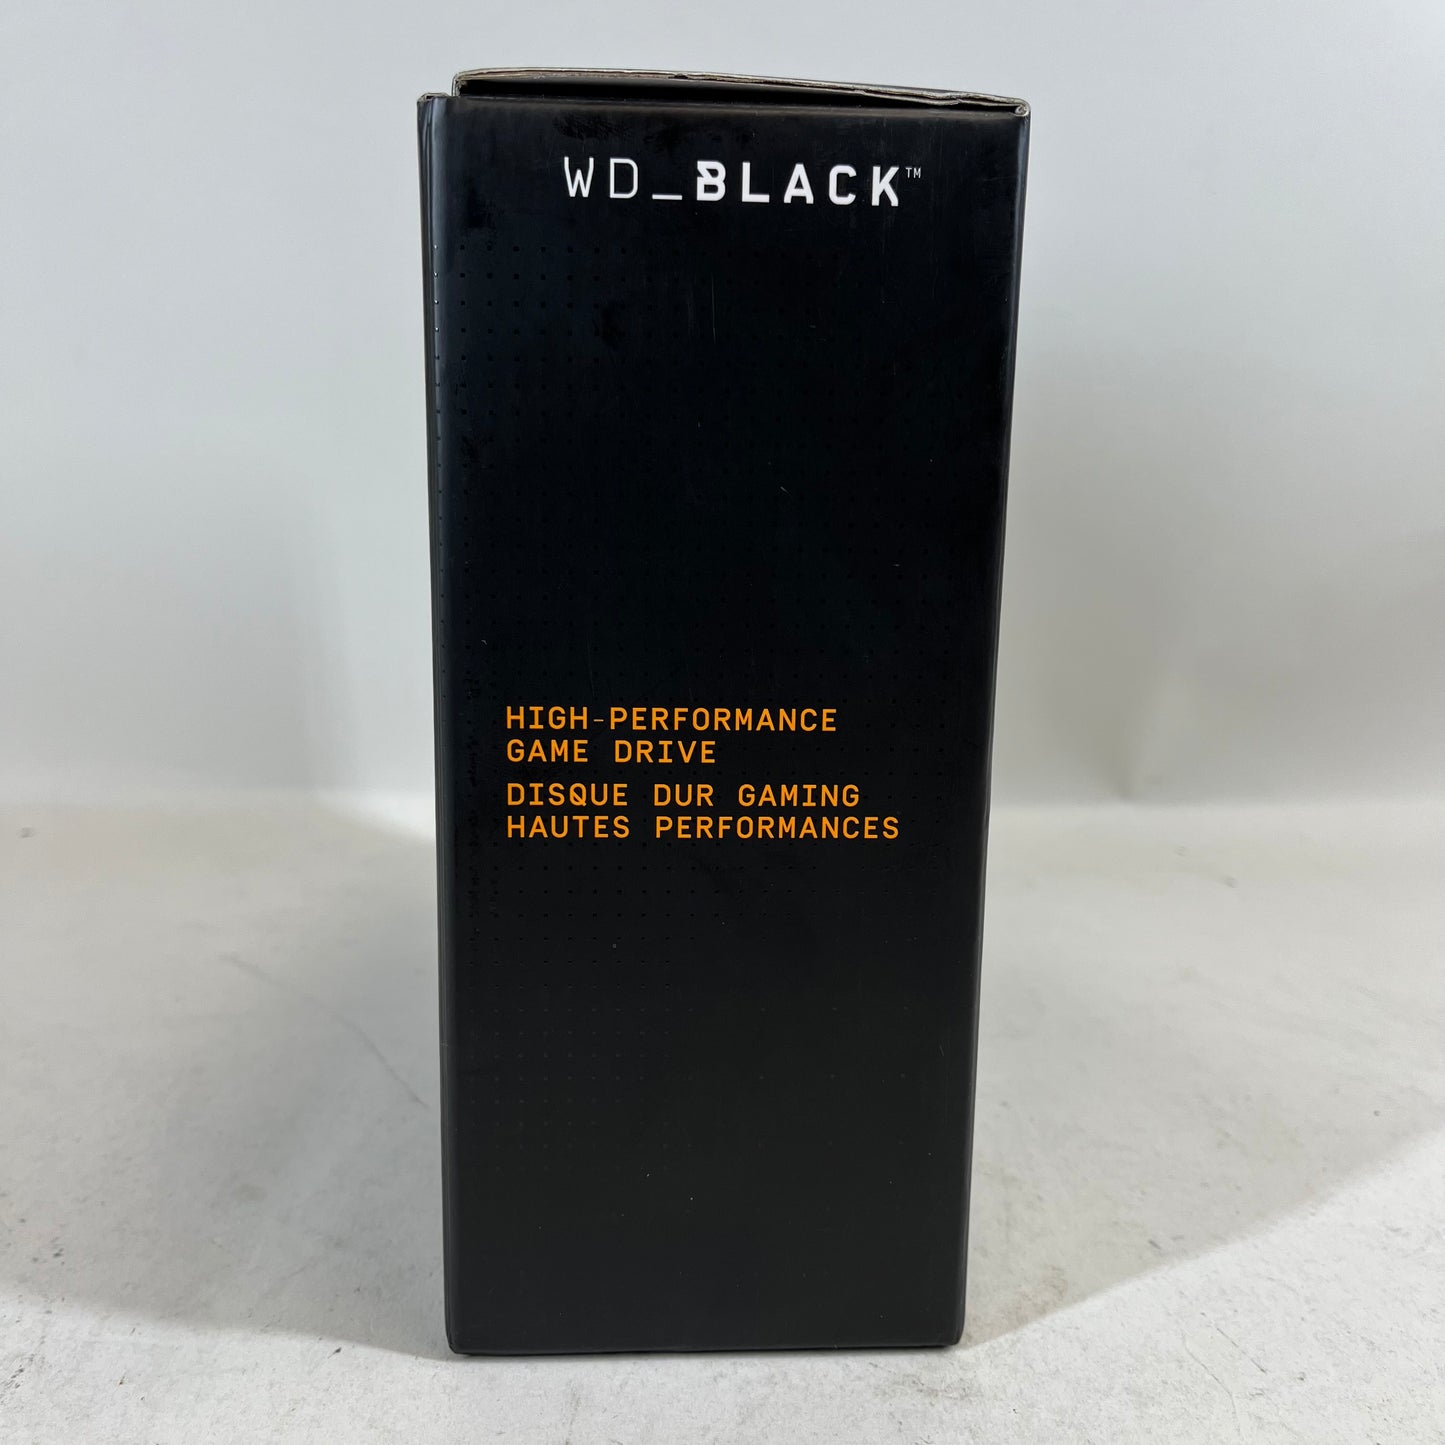 WD_BLACK™
HIGH-PERFORMANCE
GAME DRIVE
DISQUE DUR GAMING
HAUTES PERFORMANCES